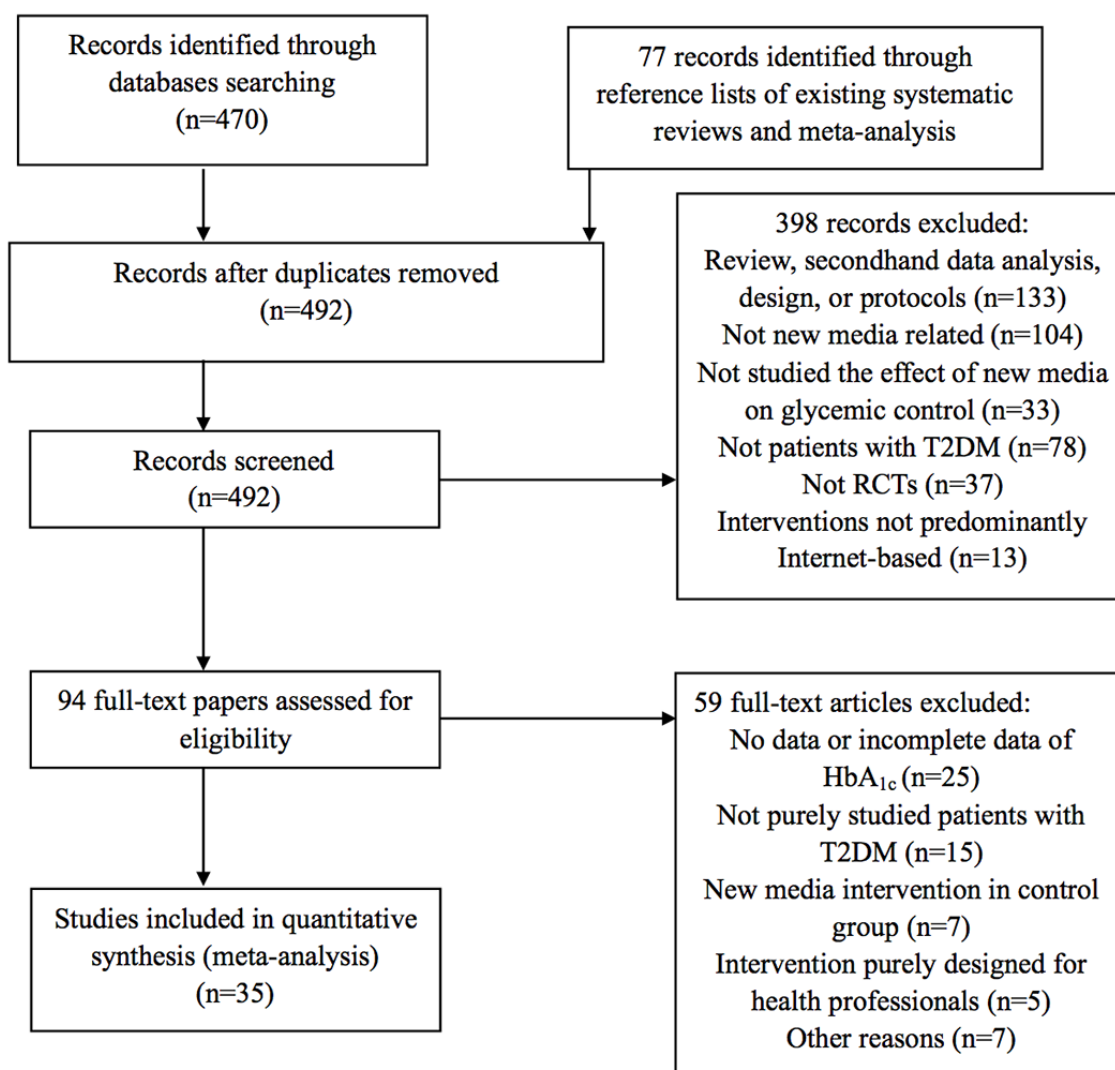 Records identified through
databases searching
(n=470)
77 records identified through
reference lists of existing systematic
reviews and meta-analysis
Records after duplicates removed
(n=492)
398 records excluded:
Review, secondhand data analysis,
design, or protocols (n=133)
Not new media related (n=104)
Not studied the effect of new media
on glycemic control (n=33)
Not patients with T2DM (n=78)
Not RCTs (n=37)
Interventions not predominantly
Internet-based (n=13)
Records screened
(n=492)
94 full-text papers assessed for
eligibility
59 full-text articles excluded:
No data or incomplete data of
HbA1c (n=25)
Not purely studied patients with
T2DM (n=15)
New media intervention in control
group (n=7)
Intervention purely designed for
health professionals (n=5)
Other reasons (n=7)
Studies included in quantitative
synthesis (meta-analysis)
(n=35)